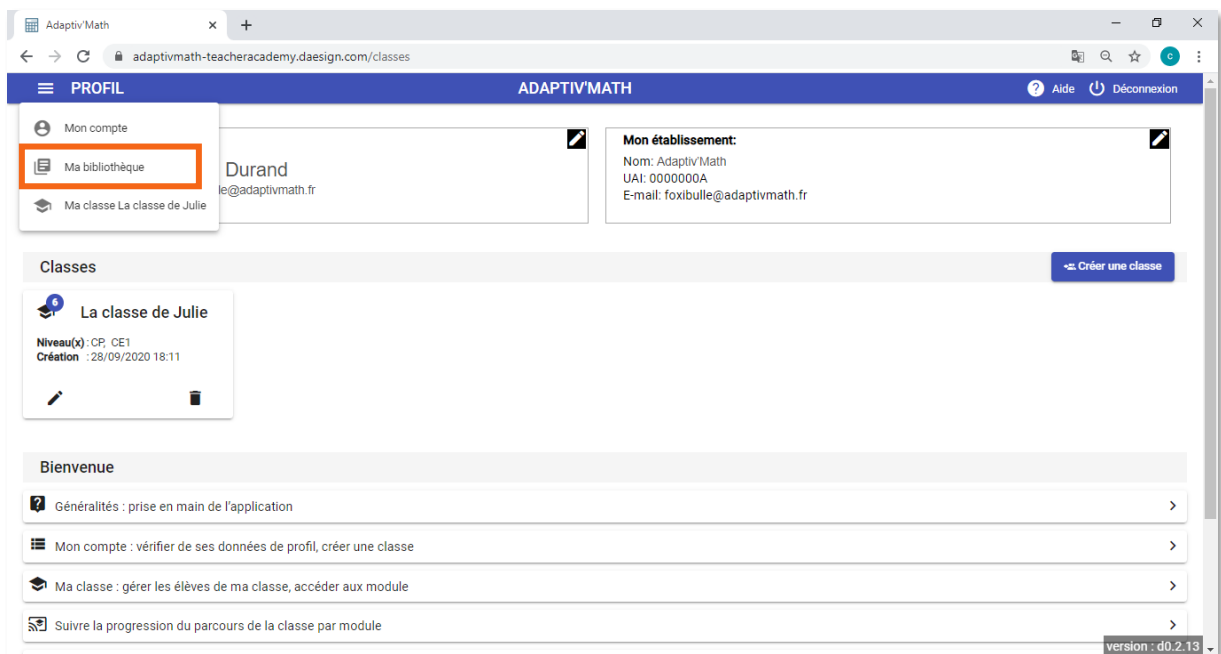 Adaptiv'Math
adaptivmath-teacheracademy.daesign.com/classes
c
PROFIL
ADAPTIV'MATH
? Aide
Déconnexion
Mon compte
Ma bibliothèque
Ma classe La classe de Julie
Durand
le@adaptivmath.fr
Mon établissement:
Nom: Adaptiv'Math
UAI: 0000000A
E-mail: foxibulle@adaptivmath.fr
Classes
Créer une classe
6
La classe de Julie
Niveau(x) : CP, CE1
Création : 28/09/2020 18:11
Bienvenue
Généralités : prise en main de l'application
Mon compte : vérifier de ses données de profil, créer une classe
Ma classe : gérer les élèves de ma classe, accéder aux module
Suivre la progression du parcours de la classe par module
version : d0.2.13